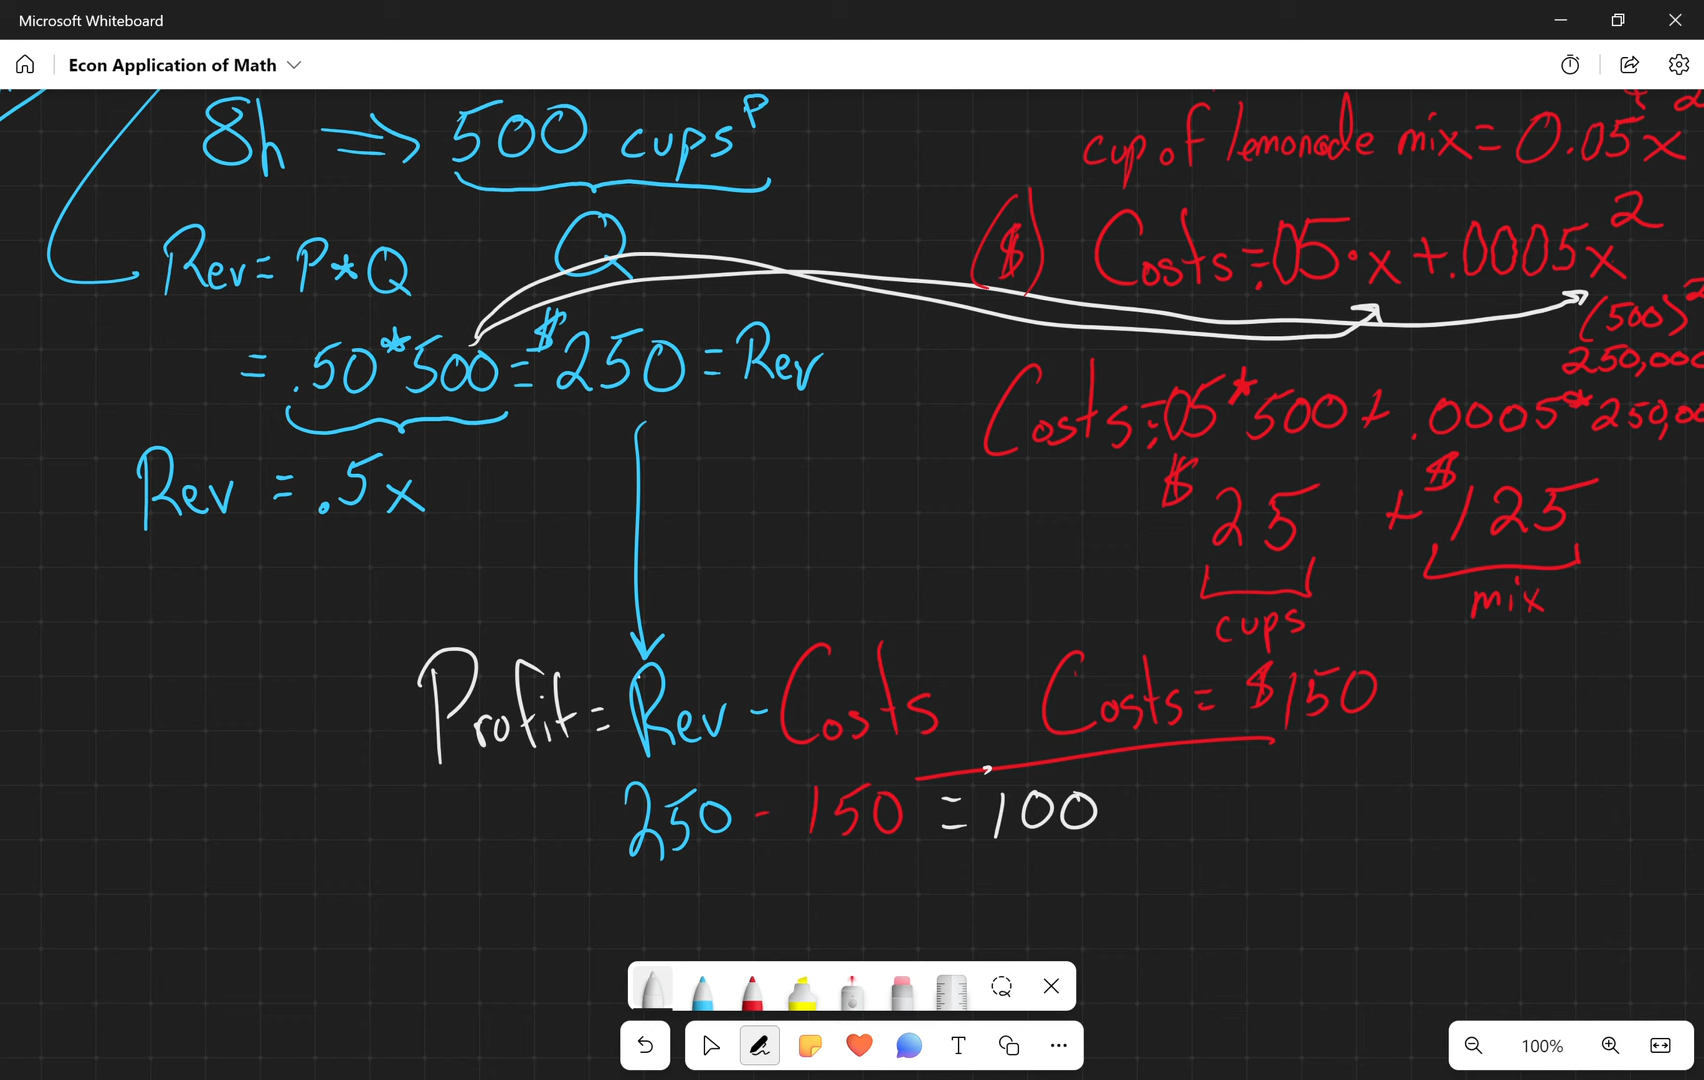 Microsoft Whiteboard
Econ Application of Math
8h ⇒ 500 cups P
Q
Rev = P * Q
= .50 * 500 = $250 = Rev
Rev = .5x
cup of lemonade mix = 0.05x
($) Costs = .05 · x + .0005x²
(500)²
250,000
Costs = .05 * 500 + .0005 * 250,00
$25 + $125
cups mix
Profit = Rev - Costs Costs = $150
250 - 150 = 100
100%